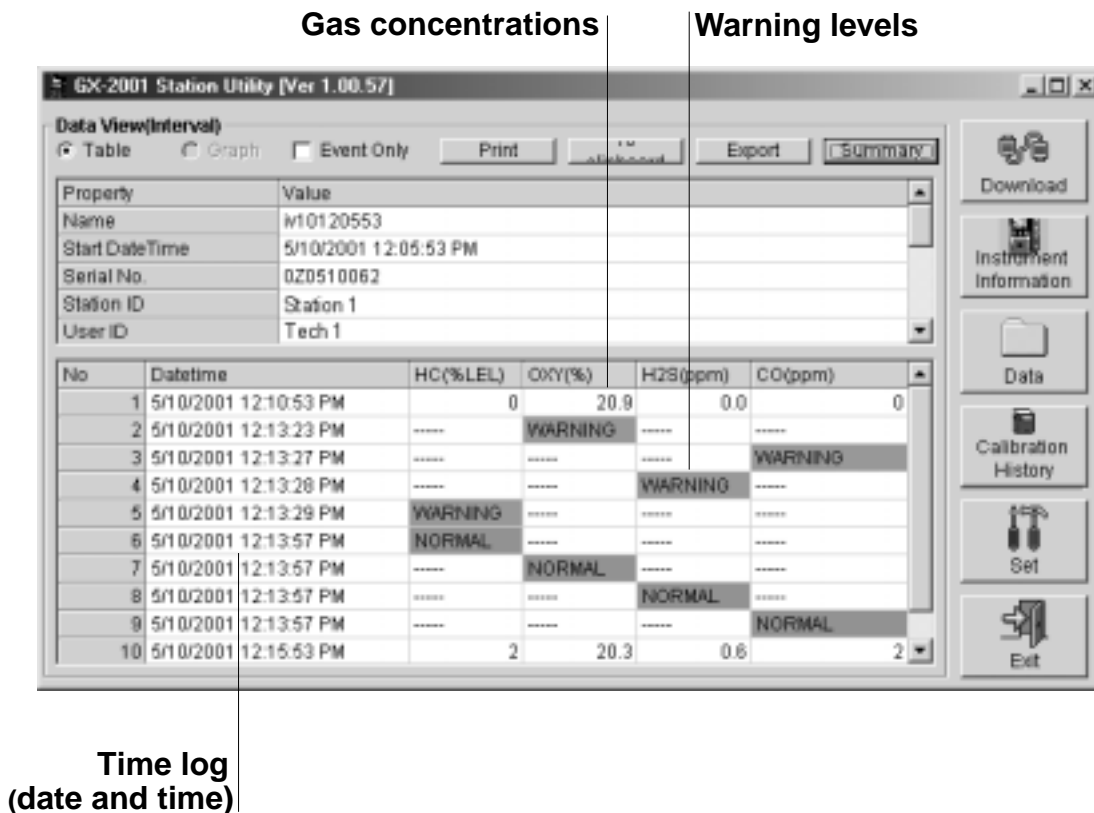 Gas concentrations
Warning levels
GX-2001 Station Utility [Ver 1.00.57]
Data View(Interval)
Table Graph Event Only Print To clipboard Export Summary
Property Value
Name iv10120553
Start DateTime 5/10/2001 12:05:53 PM
Serial No. 0Z0510062
Station ID Station 1
User ID Tech 1
No Datetime HC(%LEL) OXY(%) H2S(ppm) CO(ppm)
1 5/10/2001 12:10:53 PM 0 20.9 0.0 0
2 5/10/2001 12:13:23 PM ----- WARNING ----- -----
3 5/10/2001 12:13:27 PM ----- ----- ----- WARNING
4 5/10/2001 12:13:28 PM ----- ----- WARNING -----
5 5/10/2001 12:13:29 PM WARNING ----- ----- -----
6 5/10/2001 12:13:57 PM NORMAL ----- ----- -----
7 5/10/2001 12:13:57 PM ----- NORMAL ----- -----
8 5/10/2001 12:13:57 PM ----- ----- NORMAL -----
9 5/10/2001 12:13:57 PM ----- ----- ----- NORMAL
10 5/10/2001 12:15:53 PM 2 20.3 0.6 2
Download
Instrument
Information
Data
Calibration
History
Set
Exit
Time log
(date and time)